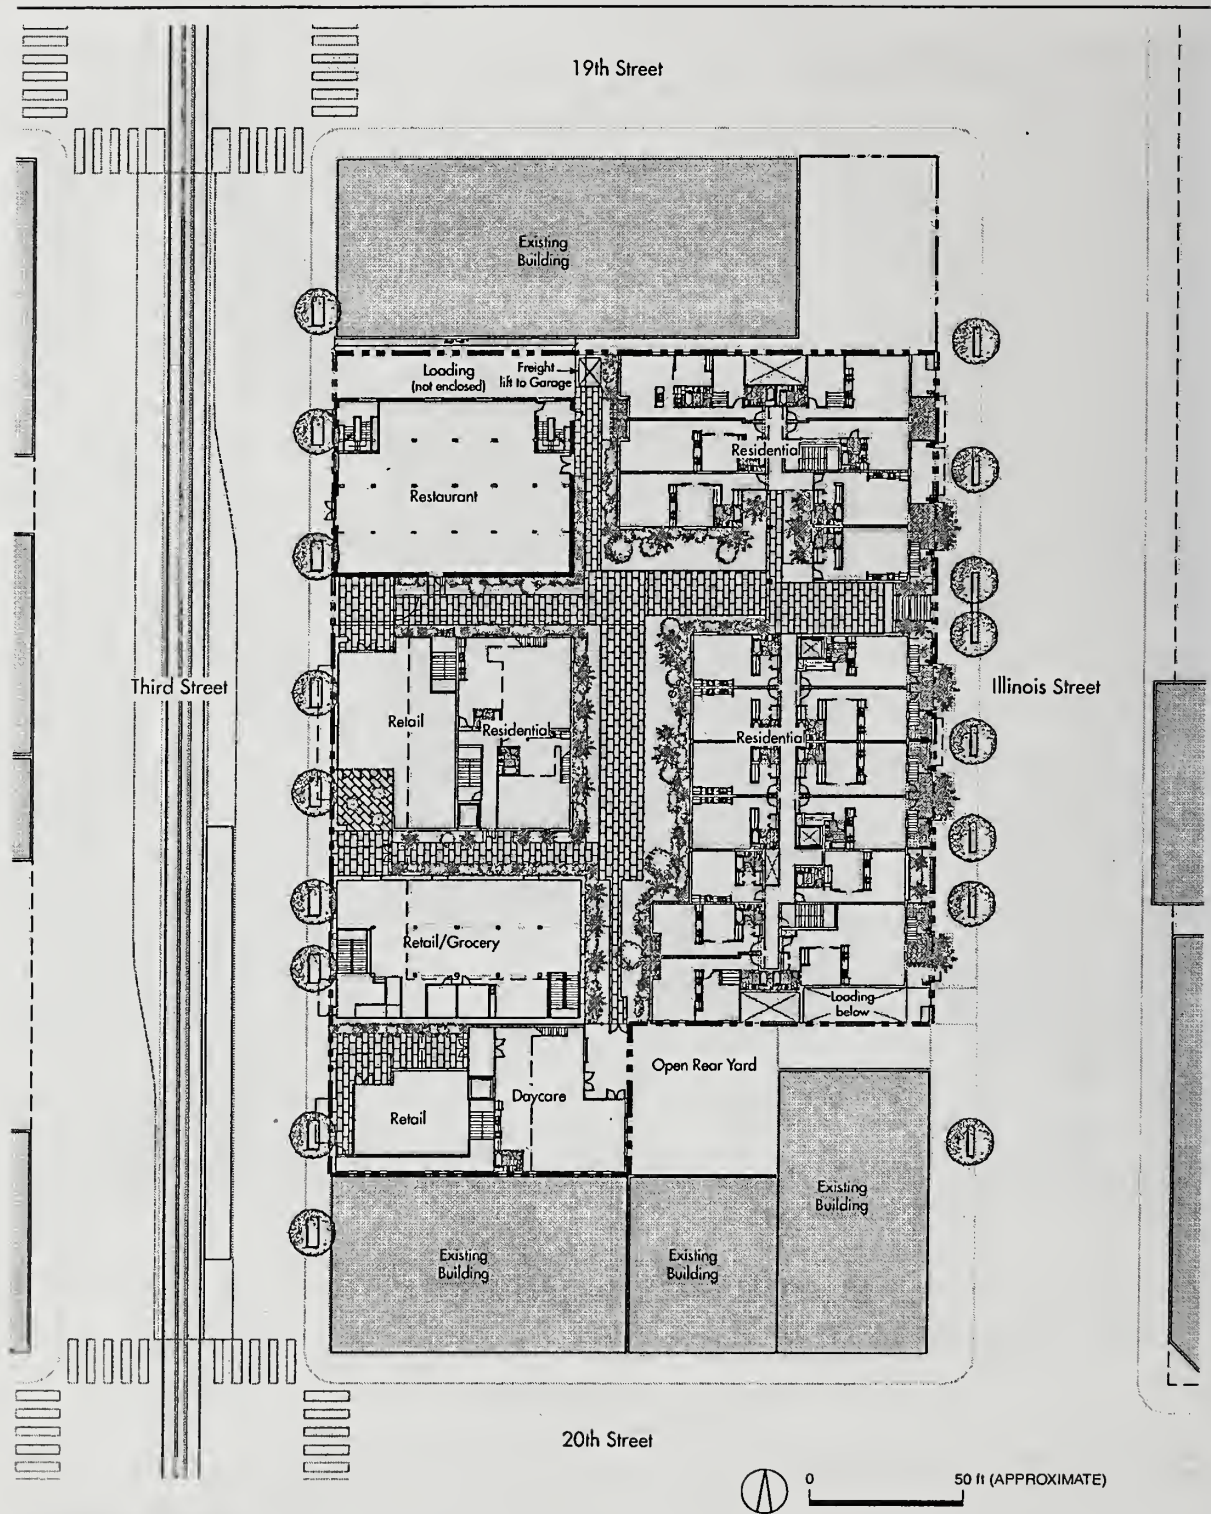 19th Street
Existing
Building
Loading
(not enclosed)
Freight
lift to Garage
Residential
Restaurant
Third Street
Retail
Residential
Residential
Illinois Street
Retail/Grocery
Loading
below
Open Rear Yard
Daycare
Retail
Existing
Building
Existing
Building
Existing
Building
20th Street
0
50 ft (APPROXIMATE)